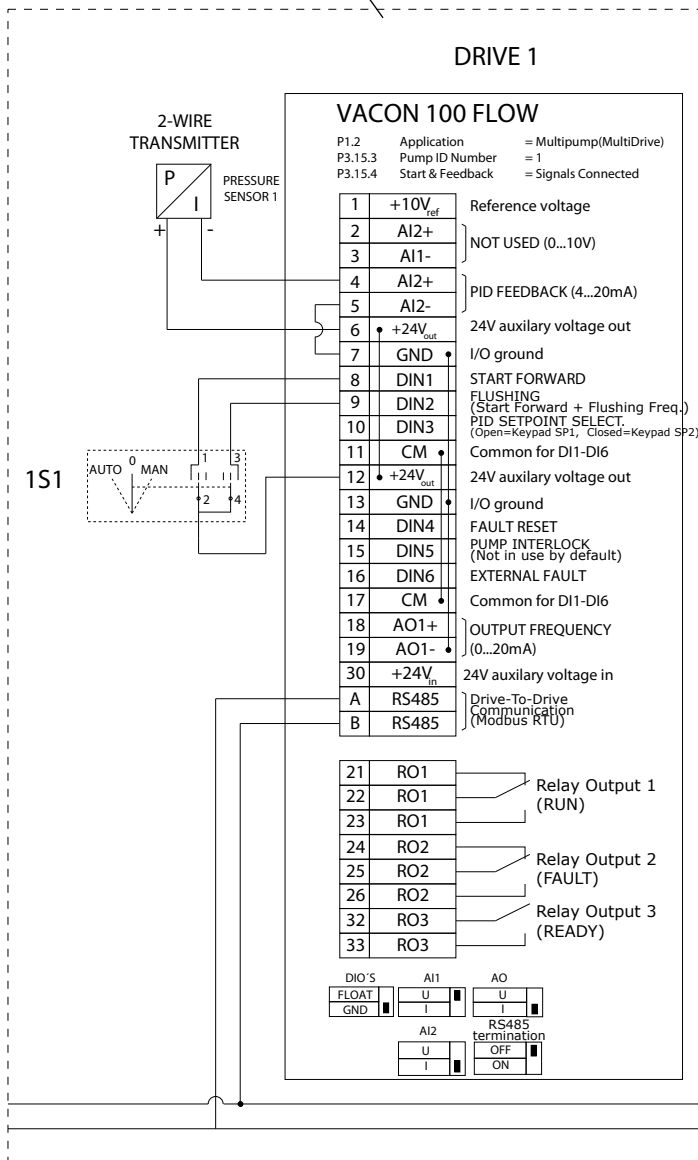 DRIVE 1
VACON 100 FLOW
P1.2 Application = Multipump(MultiDrive)
P3.15.3 Pump ID Number = 1
P3.15.4 Start & Feedback = Signals Connected
2-WIRE
TRANSMITTER
P
I
PRESSURE
SENSOR 1
+ -
1 +10Vref Reference voltage
2 AI2+
NOT USED (0...10V)
3 AI1-
4 AI2+
PID FEEDBACK (4...20mA)
5 AI2-
6 +24Vout 24V auxilary voltage out
7 GND I/O ground
8 DIN1 START FORWARD
9 DIN2 FLUSHING
(Start Forward + Flushing Freq.)
10 DIN3 PID SETPOINT SELECT.
(Open=Keypad SP1, Closed=Keypad SP2)
11 CM Common for DI1-DI6
12 +24Vout 24V auxilary voltage out
13 GND I/O ground
14 DIN4 FAULT RESET
15 DIN5 PUMP INTERLOCK
(Not in use by default)
16 DIN6 EXTERNAL FAULT
17 CM Common for DI1-DI6
18 AO1+ OUTPUT FREQUENCY
19 AO1- (0...20mA)
30 +24Vin 24V auxilary voltage in
A RS485 Drive-To-Drive
Communication
B RS485 (Modbus RTU)
1S1
AUTO 0 MAN
1 3
2 4
21 RO1
Relay Output 1
22 RO1
(RUN)
23 RO1
24 RO2
Relay Output 2
25 RO2
(FAULT)
26 RO2
Relay Output 3
32 RO3
(READY)
33 RO3
DIO´S AI1 AO
FLOAT U U
GND I I
AI2 RS485
termination
U OFF
I ON